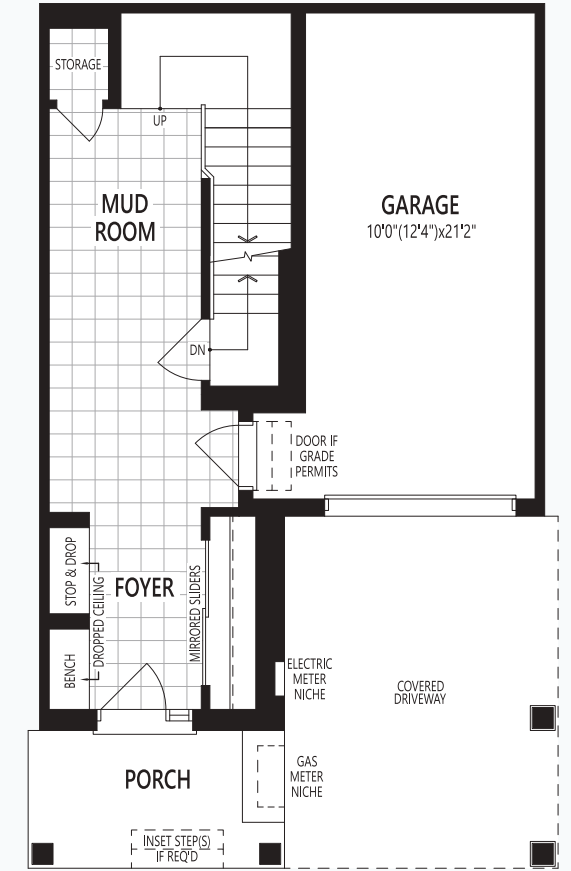 STORAGE
UP
MUD
ROOM
GARAGE
10'0"(12'4")x21'2"
DN
DOOR IF
GRADE
PERMITS
STOP & DROP
DROPPED CEILING
FOYER
MIRRORED SLIDERS
BENCH
ELECTRIC
METER
NICHE
COVERED
DRIVEWAY
PORCH
GAS
METER
NICHE
INSET STEP(S)
IF REQ'D